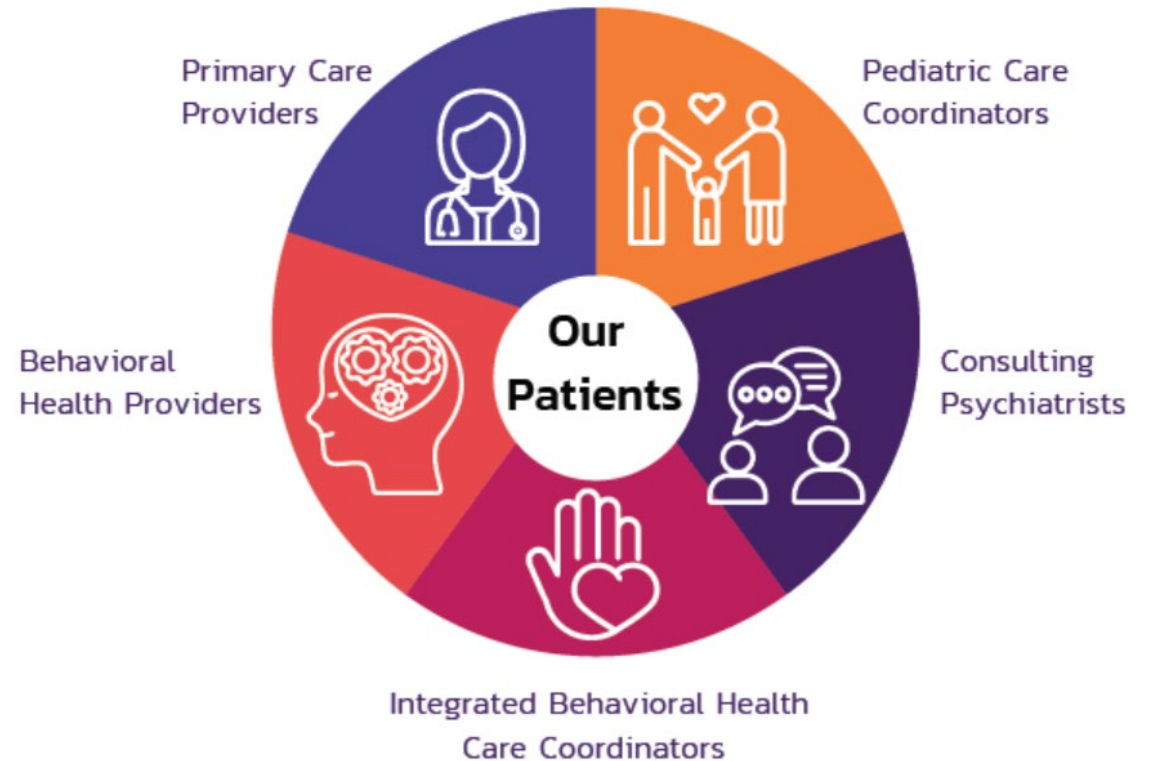 Primary Care
Providers
Pediatric Care
Coordinators
Our
Patients
Behavioral
Health Providers
Consulting
Psychiatrists
Integrated Behavioral Health
Care Coordinators